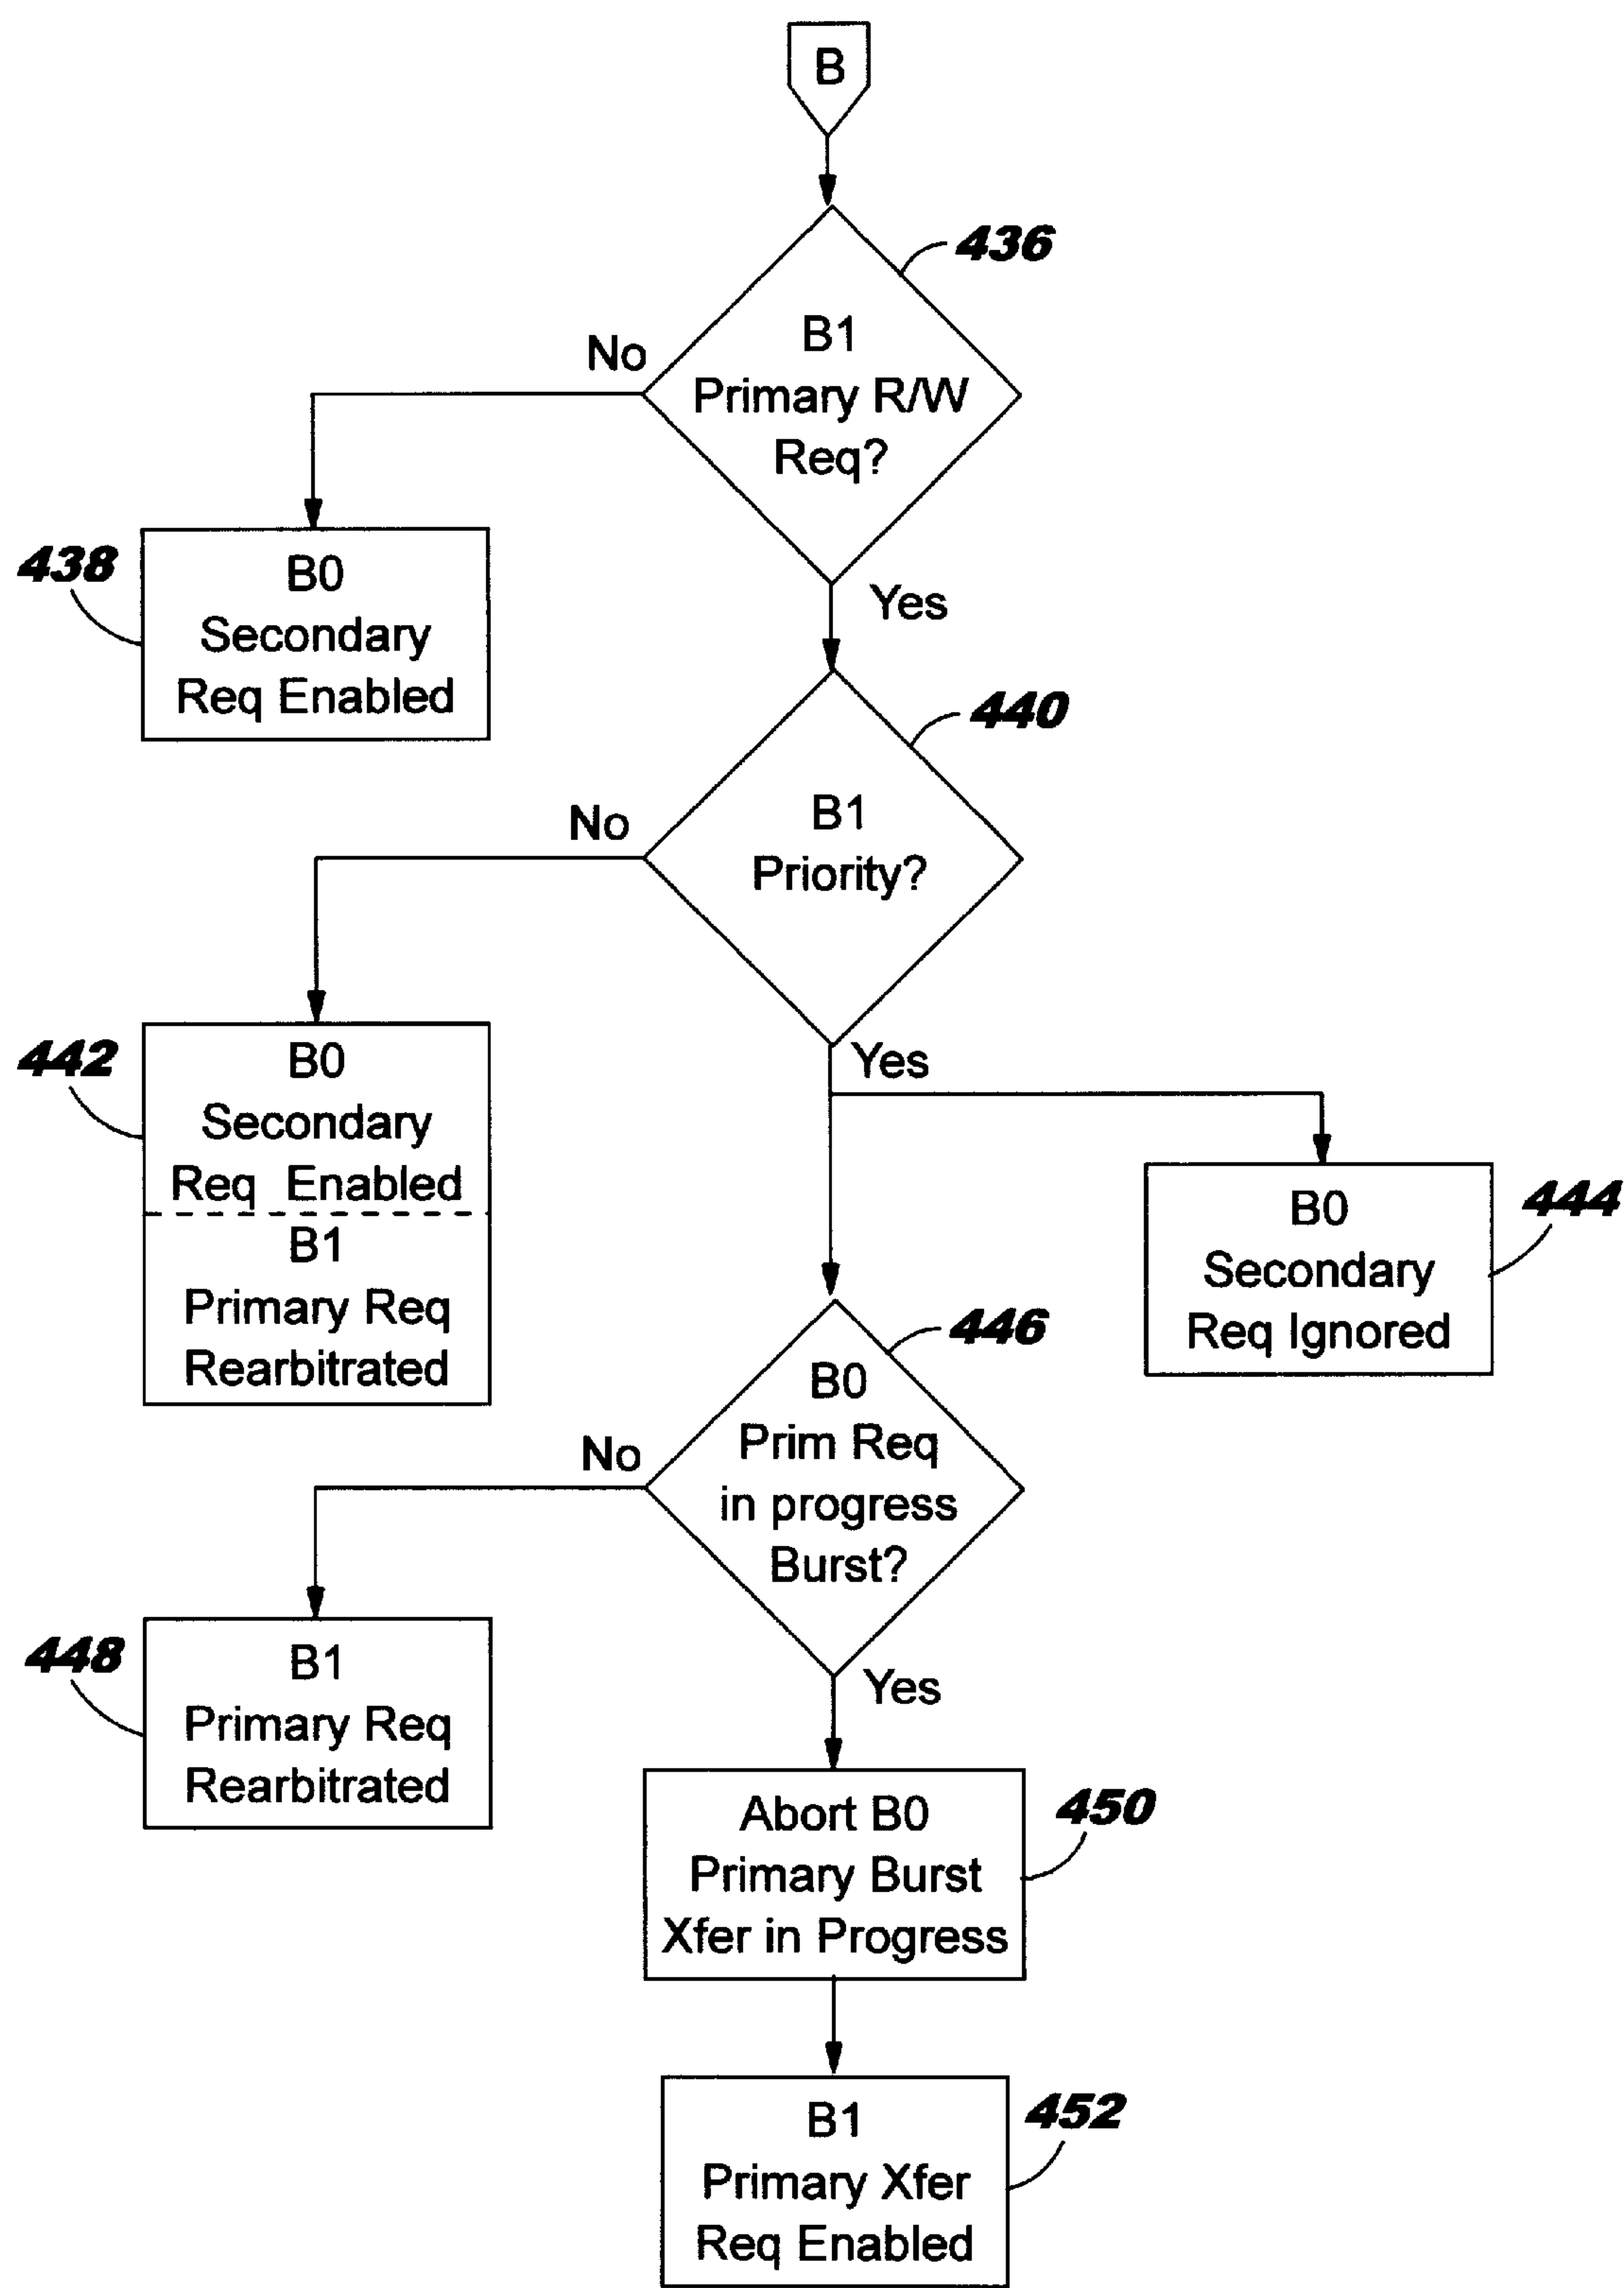 B
436
B1
Primary R/W
Req?
No
Yes
438
B0
Secondary
Req Enabled
440
B1
Priority?
No
Yes
442
B0
Secondary
Req Enabled
B1
Primary Req
Rearbitrated
444
B0
Secondary
Req Ignored
446
B0
Prim Req
in progress
Burst?
No
Yes
448
B1
Primary Req
Rearbitrated
450
Abort B0
Primary Burst
Xfer in Progress
452
B1
Primary Xfer
Req Enabled